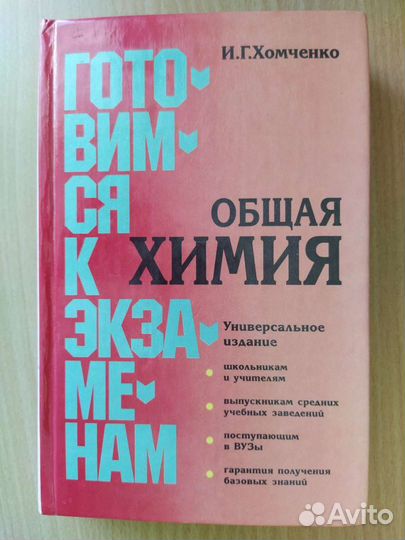 И.Г.Хомченко
ГОТО-
ВИМ-
СЯ
К
ЭКЗА-
МЕ-
НАМ
ОБЩАЯ
ХИМИЯ
Универсальное
издание
школьникам
и учителям
выпускникам средних
учебных заведений
поступающим
в ВУЗы
гарантия получения
базовых знаний
Avito